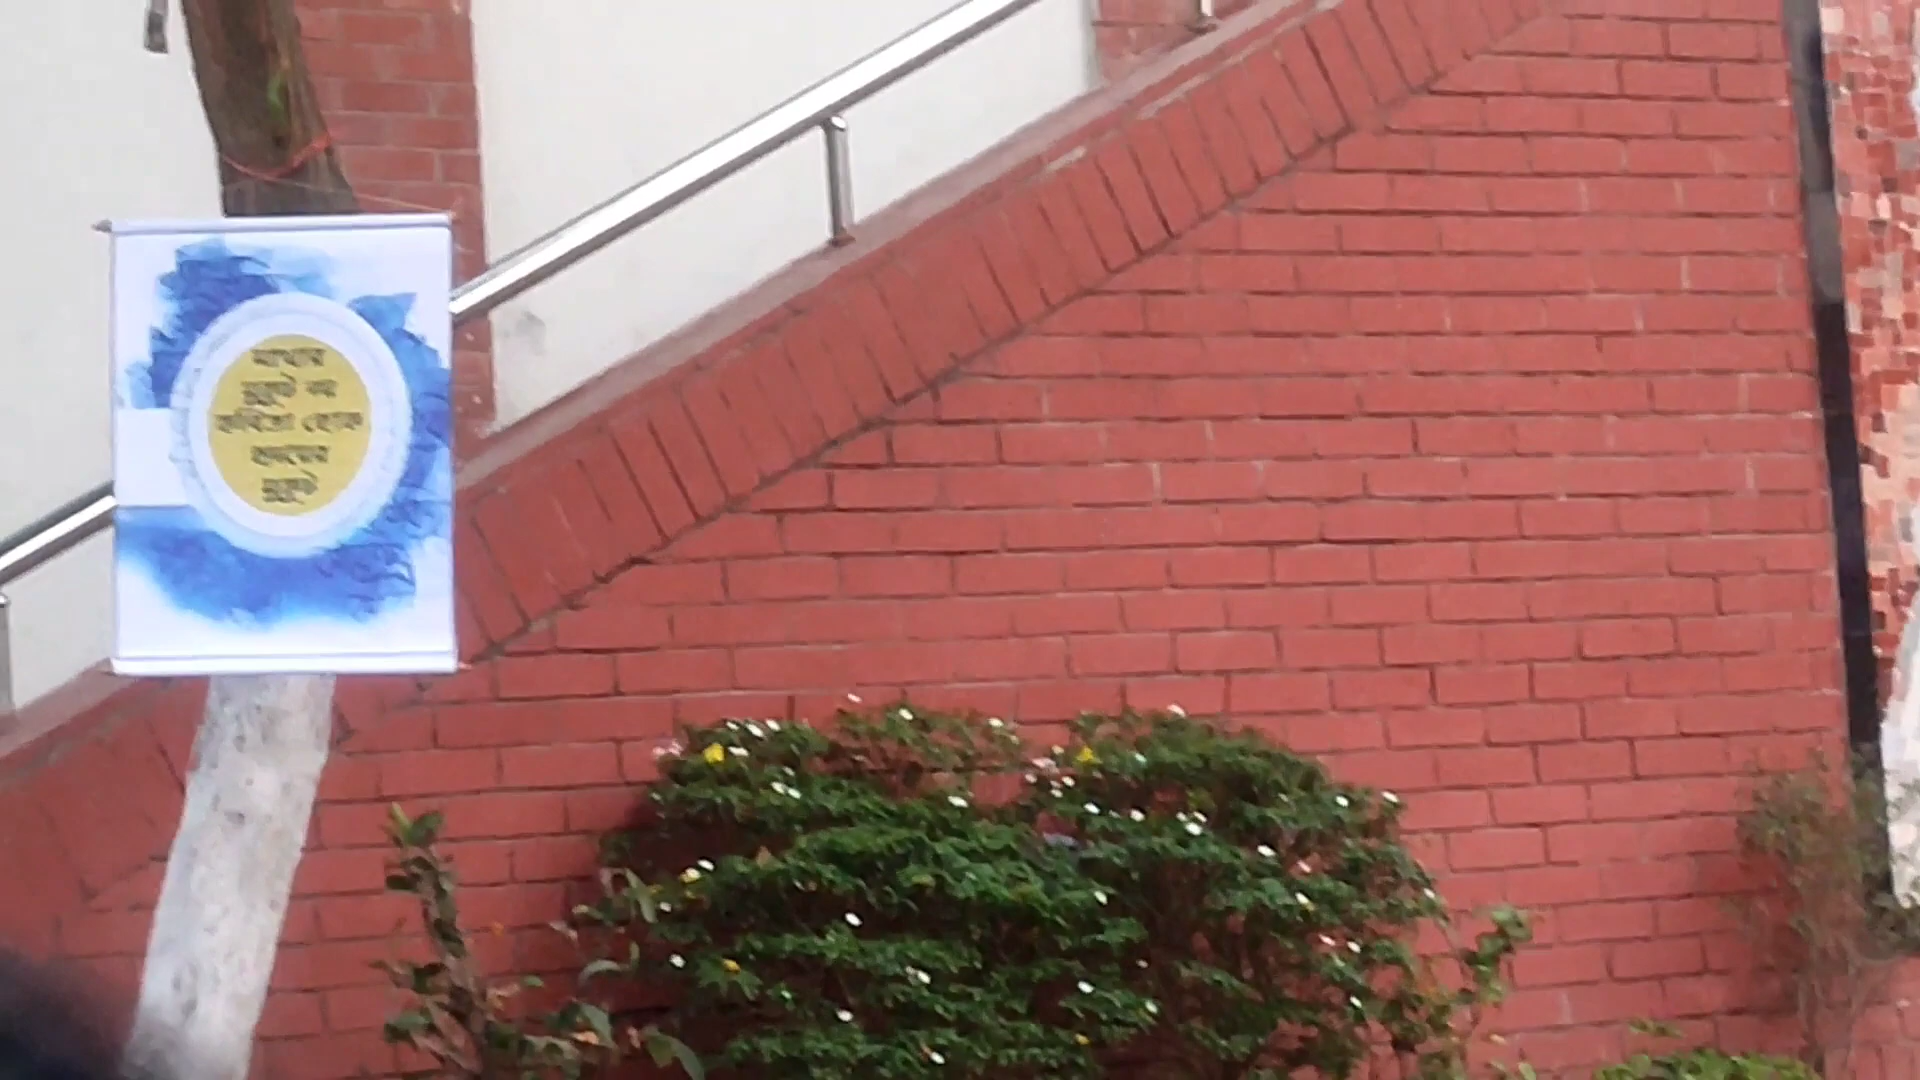 মাথার
মুকুট নয়
কবিতা হোক
হৃদয়ের
মুকুট